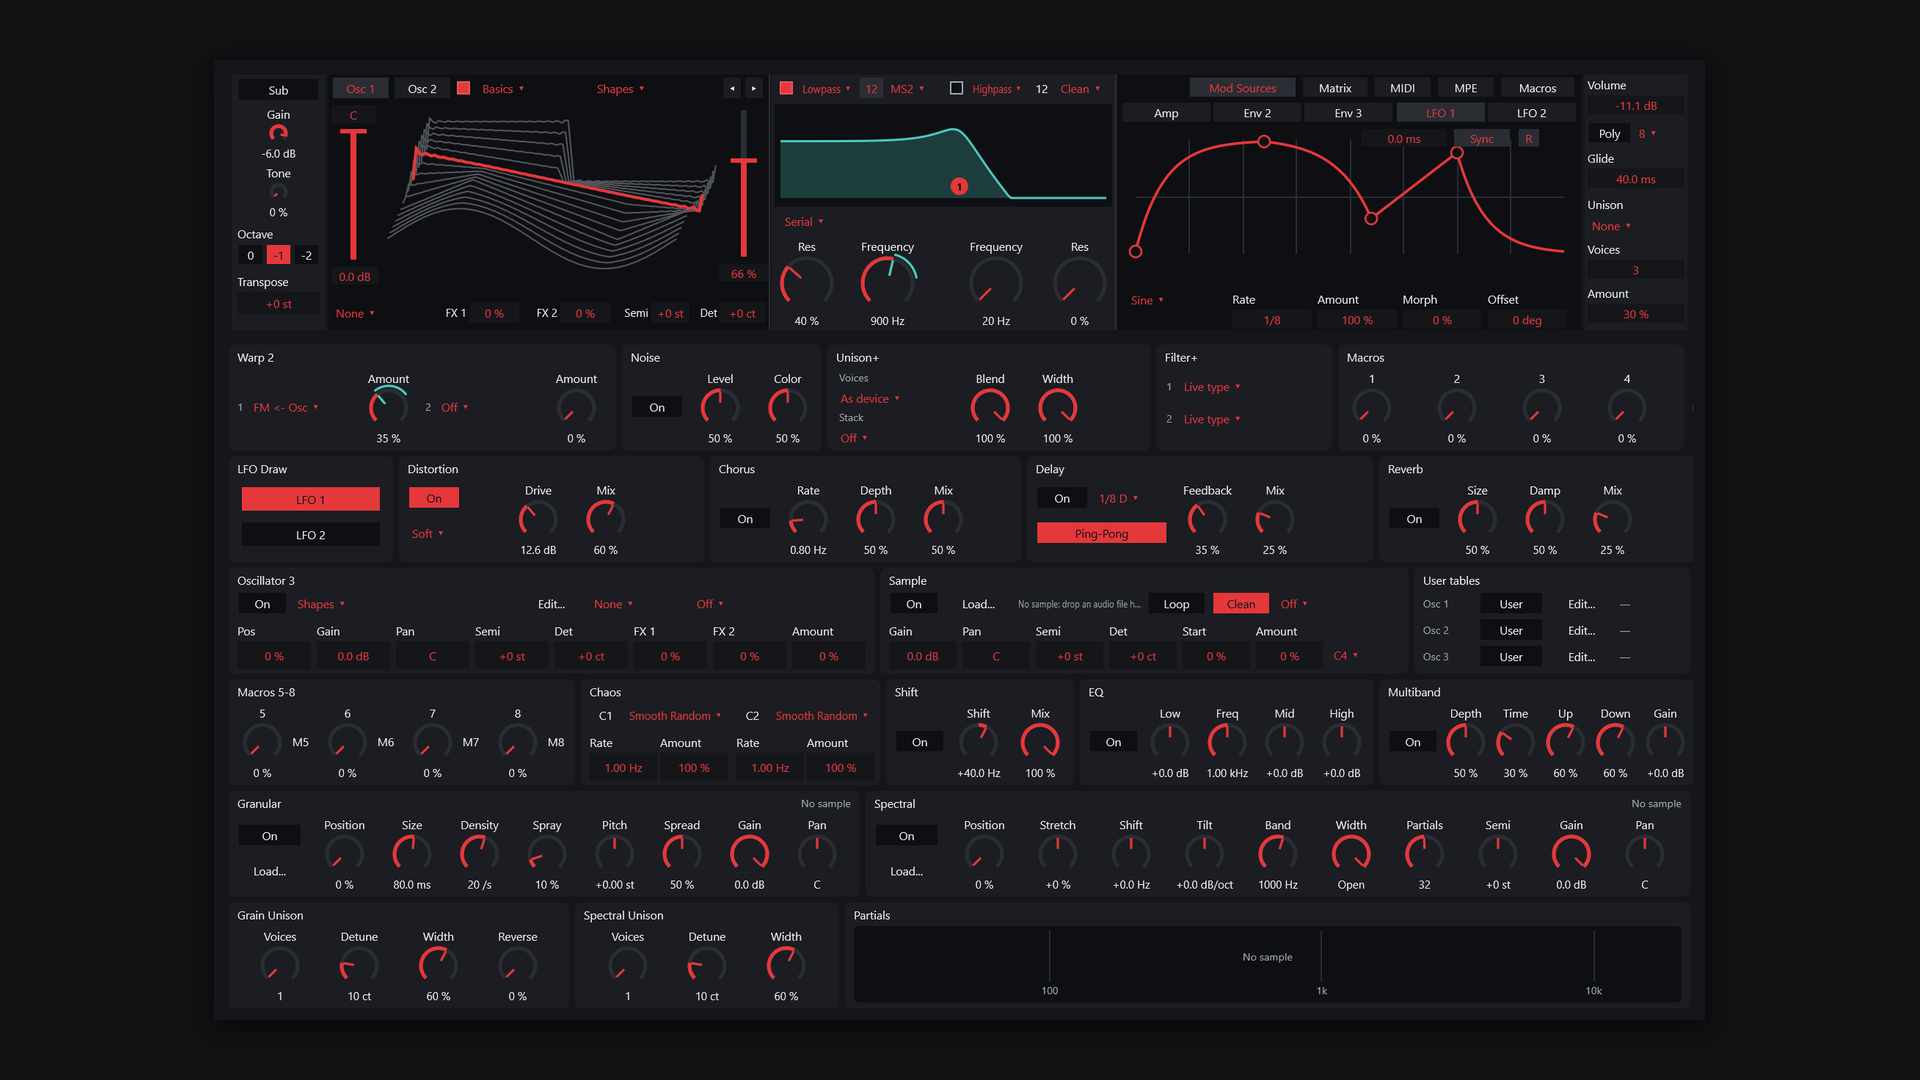 Sub
Osc 1 Osc 2 Basics Shapes
Lowpass 12 MS2 Highpass 12 Clean
Mod Sources Matrix MIDI MPE Macros
Amp Env 2 Env 3 LFO 1 LFO 2
Volume
-11.1 dB
Gain
-6.0 dB
Tone
0 %
Octave
0 -1 -2
Transpose
+0 st
C
0.0 dB
66 %
None FX 1 0 % FX 2 0 % Semi +0 st Det +0 ct
1
Serial
Res Frequency Frequency Res
40 % 900 Hz 20 Hz 0 %
0.0 ms Sync R
Sine Rate Amount Morph Offset
1/8 100 % 0 % 0 deg
Poly 8
Glide
40.0 ms
Unison
None
Voices
3
Amount
30 %
Warp 2
Amount Amount
1 FM <- Osc 2 Off
35 % 0 %
Noise
Level Color
On
50 % 50 %
Unison+
Voices
As device
Stack
Off
Blend Width
100 % 100 %
Filter+
1 Live type
2 Live type
Macros
1 2 3 4
0 % 0 % 0 % 0 %
LFO Draw
LFO 1
LFO 2
Distortion
On
Soft
Drive Mix
12.6 dB 60 %
Chorus
Rate Depth Mix
On
0.80 Hz 50 % 50 %
Delay
On 1/8 D
Ping-Pong
Feedback Mix
35 % 25 %
Reverb
Size Damp Mix
On
50 % 50 % 25 %
Oscillator 3
On Shapes Edit... None Off
Pos Gain Pan Semi Det FX 1 FX 2 Amount
0 % 0.0 dB C +0 st +0 ct 0 % 0 % 0 %
Sample
On Load... No sample: drop an audio file h... Loop Clean Off
Gain Pan Semi Det Start Amount
0.0 dB C +0 st +0 ct 0 % 0 % C4
User tables
Osc 1 User Edit... —
Osc 2 User Edit... —
Osc 3 User Edit... —
Macros 5-8
5 6 7 8
M5 M6 M7 M8
0 % 0 % 0 % 0 %
Chaos
C1 Smooth Random C2 Smooth Random
Rate Amount Rate Amount
1.00 Hz 100 % 1.00 Hz 100 %
Shift
Shift Mix
On
+40.0 Hz 100 %
EQ
Low Freq Mid High
On
+0.0 dB 1.00 kHz +0.0 dB +0.0 dB
Multiband
Depth Time Up Down Gain
On
50 % 30 % 60 % 60 % +0.0 dB
Granular No sample
On
Load...
Position Size Density Spray Pitch Spread Gain Pan
0 % 80.0 ms 20 /s 10 % +0.00 st 50 % 0.0 dB C
Spectral No sample
On
Load...
Position Stretch Shift Tilt Band Width Partials Semi Gain Pan
0 % +0 % +0.0 Hz +0.0 dB/oct 1000 Hz Open 32 +0 st 0.0 dB C
Grain Unison
Voices Detune Width Reverse
1 10 ct 60 % 0 %
Spectral Unison
Voices Detune Width
1 10 ct 60 %
Partials
No sample
100 1k 10k